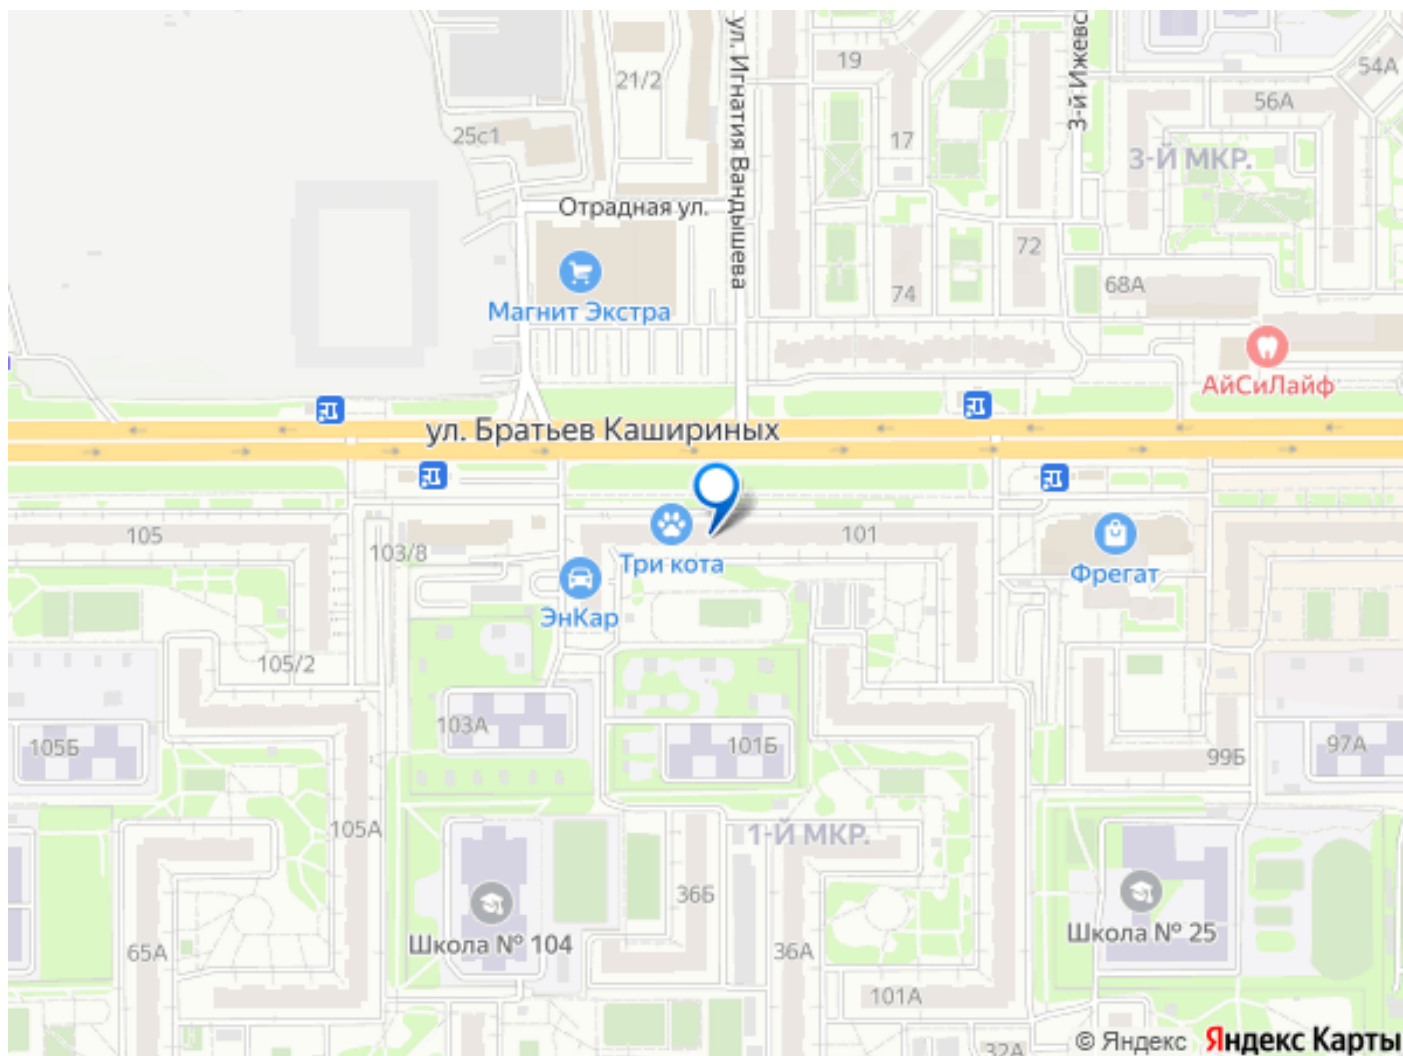 ул. Игнатия Вандышева
3-й Ижевс
19
54А
21/2
56А
25с1
17
3-Й МКР.
Отрадная ул.
72
68А
74
Магнит Экстра
АйСиЛайф
ул. Братьев Кашириных
105
101
103/8
Три кота
Фрегат
ЭнКар
105/2
103А
105Б
101Б
97А
99Б
105А
1-Й МКР.
36Б
Школа № 25
Школа № 104
65А
36А
101А
32А
© Яндекс Яндекс Карты